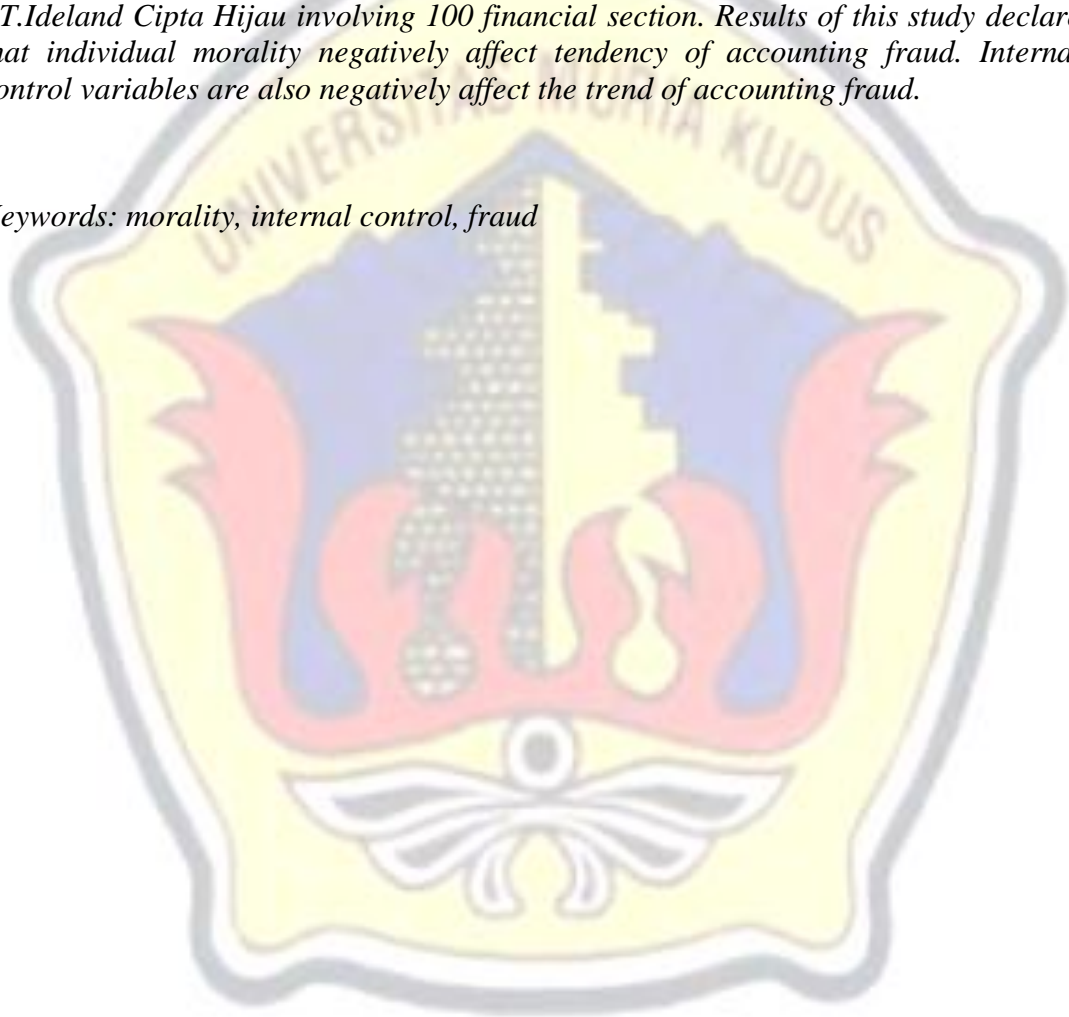 T.Ideland Cipta Hijau involving 100 financial section. Results of this study declare
hat individual morality negatively affect tendency of accounting fraud. Interna
ontrol variables are also negatively affect the trend of accounting fraud.
UNIVERSITAS MURIA KUDUS
eywords: morality, internal control, fraud